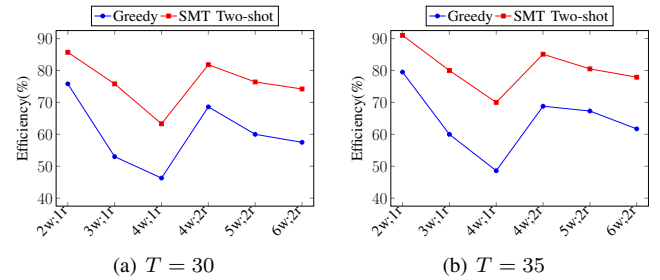 Greedy SMT Two-shot
Efficiency(%)
90
80
70
60
50
40
2w;1r 3w;1r 4w;1r 4w;2r 5w;2r 6w;2r
(a) T = 30
Greedy SMT Two-shot
Efficiency(%)
90
80
70
60
50
40
2w;1r 3w;1r 4w;1r 4w;2r 5w;2r 6w;2r
(b) T = 35